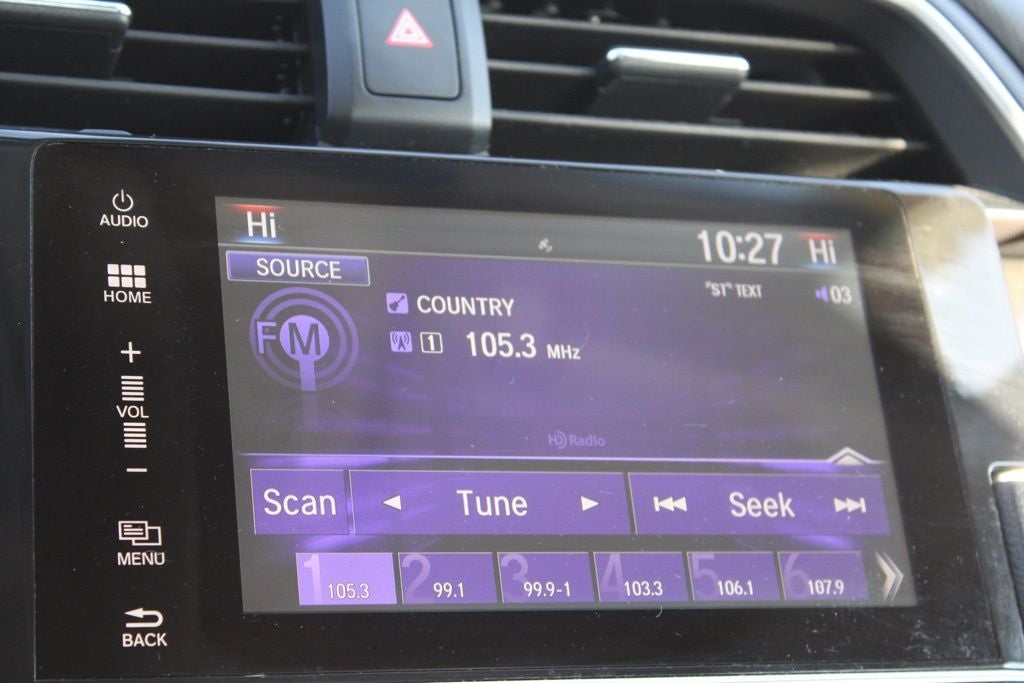 AUDIO
HOME
+
VOL
−
MENU
BACK
Hi 10:27 Hi
SOURCE "ST" TEXT 03
FM COUNTRY
1 105.3 MHz
HD Radio
Scan Tune Seek
1 105.3 2 99.1 3 99.9-1 4 103.3 5 106.1 6 107.9